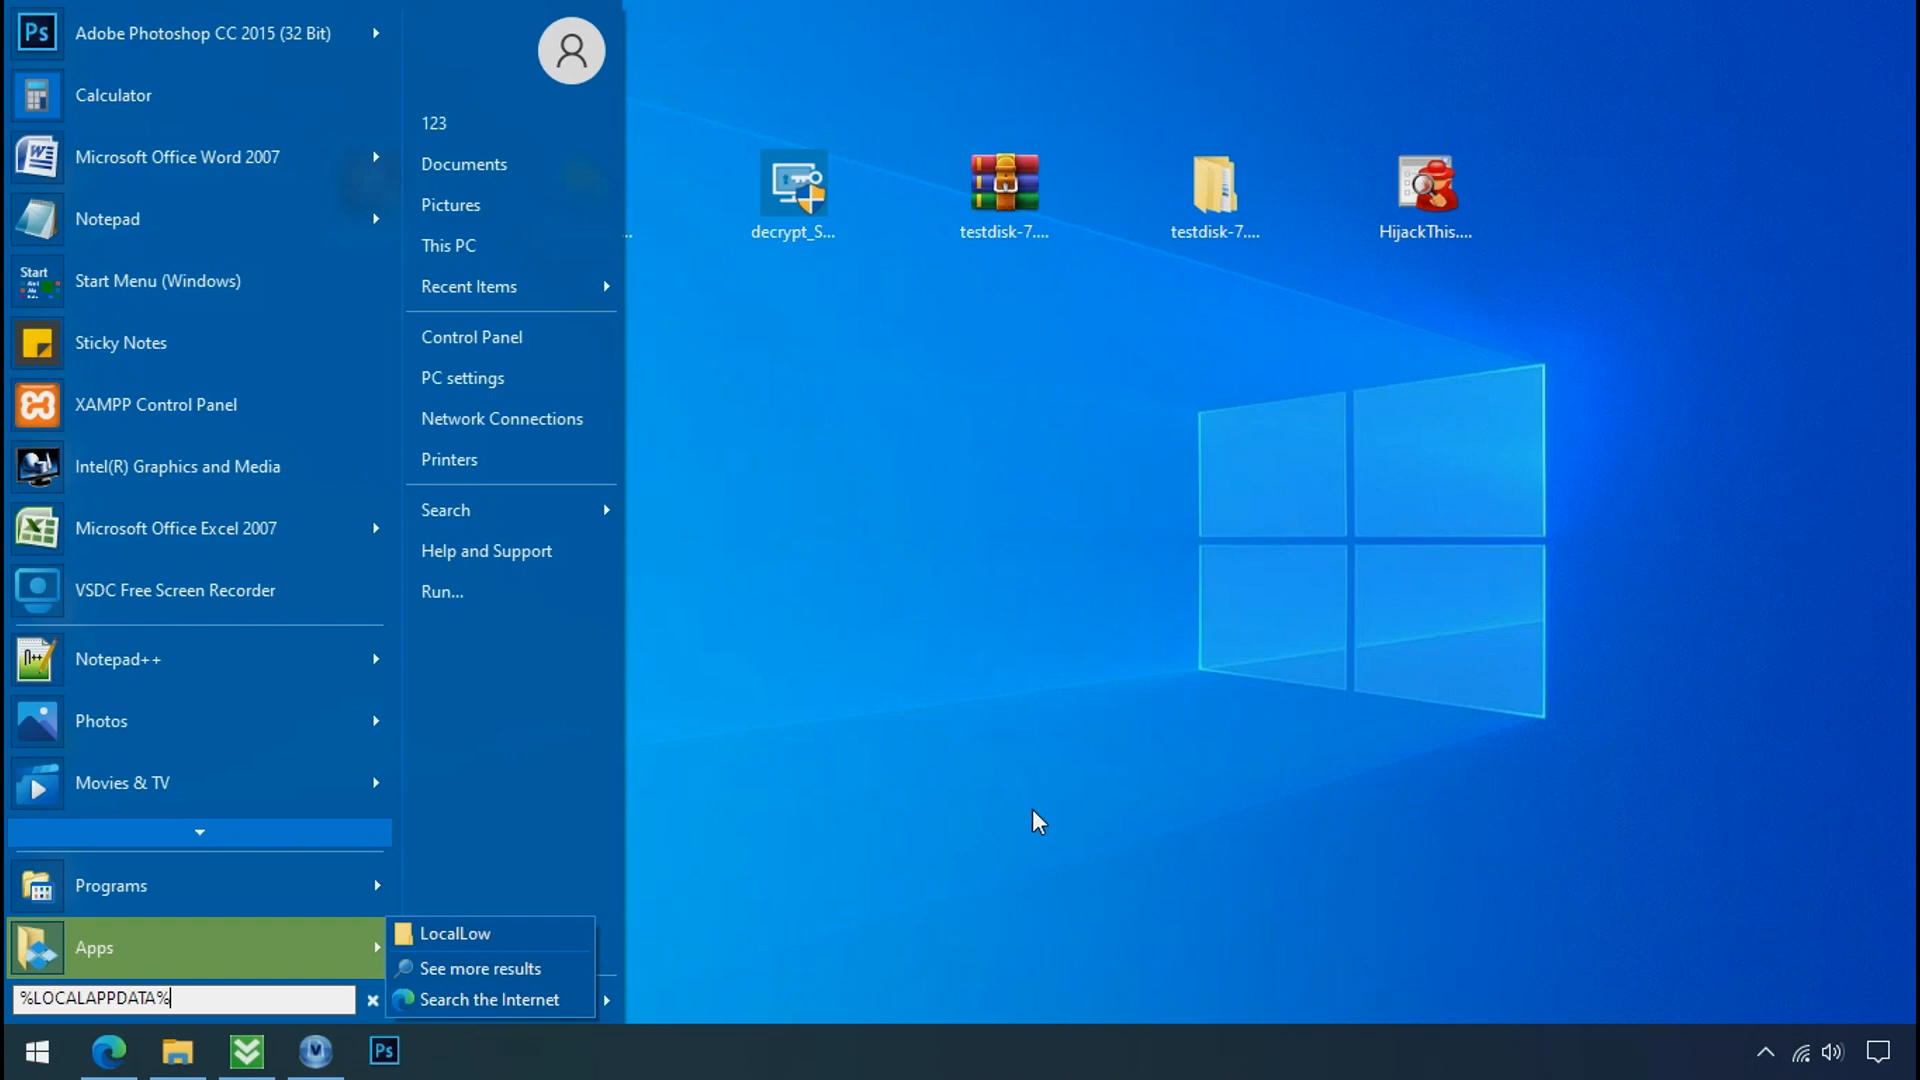 Adobe Photoshop CC 2015 (32 Bit)
Calculator
Microsoft Office Word 2007
Notepad
Start Menu (Windows)
Sticky Notes
XAMPP Control Panel
Intel(R) Graphics and Media
Microsoft Office Excel 2007
VSDC Free Screen Recorder
Notepad++
Photos
Movies & TV
Programs
Apps
%LOCALAPPDATA%
Ps
Start
123
Documents
Pictures
This PC
Recent Items
Control Panel
PC settings
Network Connections
Printers
Search
Help and Support
Run...
LocalLow
See more results
Search the Internet
...
decrypt_S...
testdisk-7....
testdisk-7....
HijackThis....
Ps